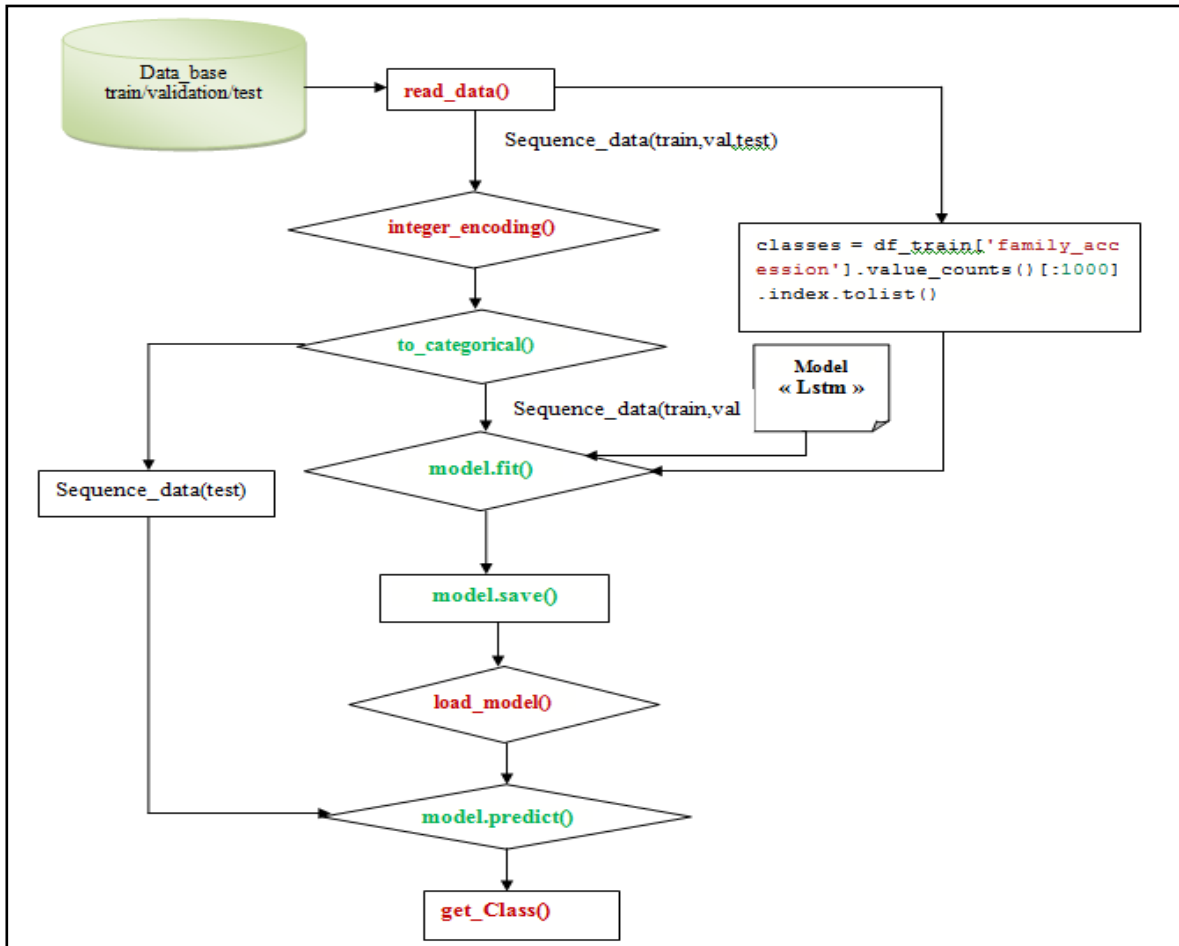 Data_base
train/validation/test
read_data()
Sequence_data(train,val,test)
integer_encoding()
classes = df_train['family_acc
ession'].value_counts()[:1000]
.index.tolist()
to_categorical()
Model
« Lstm »
Sequence_data(train,val
model.fit()
Sequence_data(test)
model.save()
load_model()
model.predict()
get_Class()